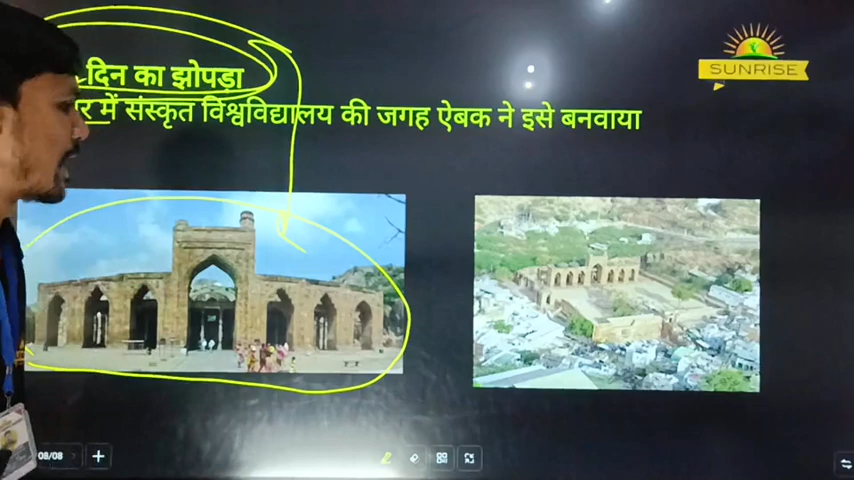 दिन का झोपड़ा
में संस्कृत विश्वविद्यालय की जगह ऐबक ने इसे बनवाया
SUNRISE
08/08